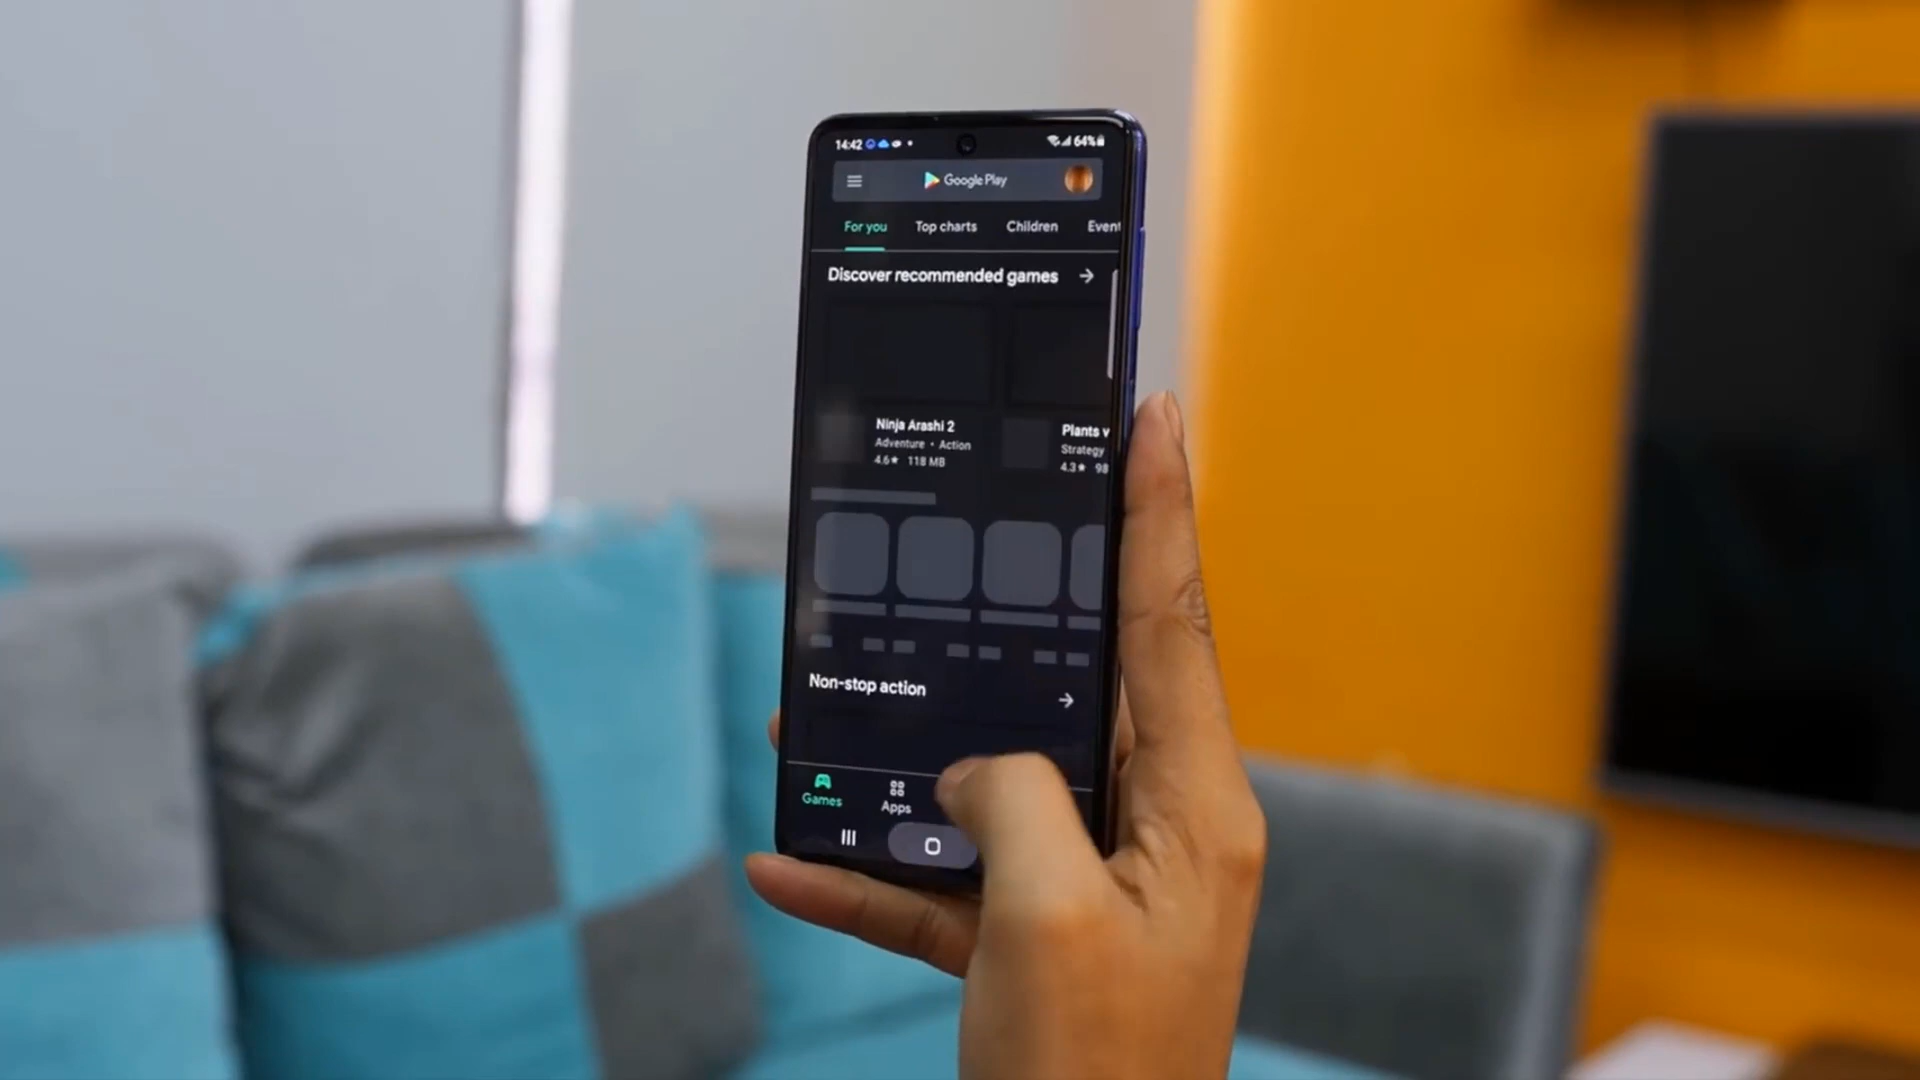 14:42 64%
Google Play
For you Top charts Children Event
Discover recommended games
Ninja Arashi 2
Adventure • Action
4.6★ 118 MB
Plants v
Strategy
4.3★ 98
Non-stop action
Games Apps